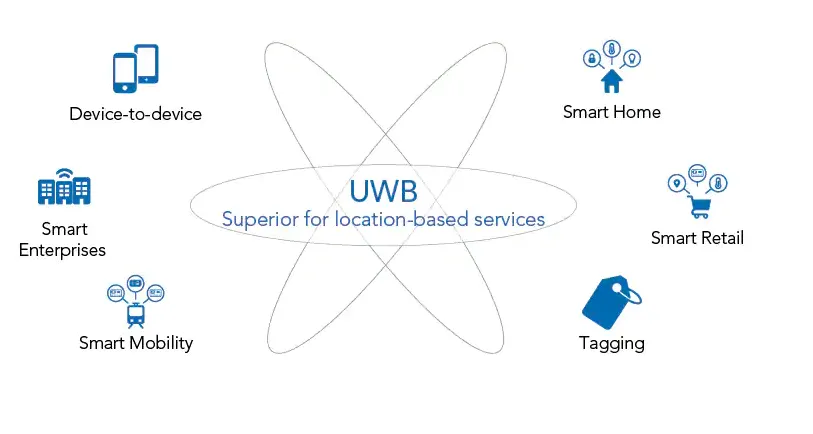 Device-to-device
Smart Home
UWB
Superior for location-based services
Smart
Enterprises
Smart Retail
Smart Mobility
Tagging